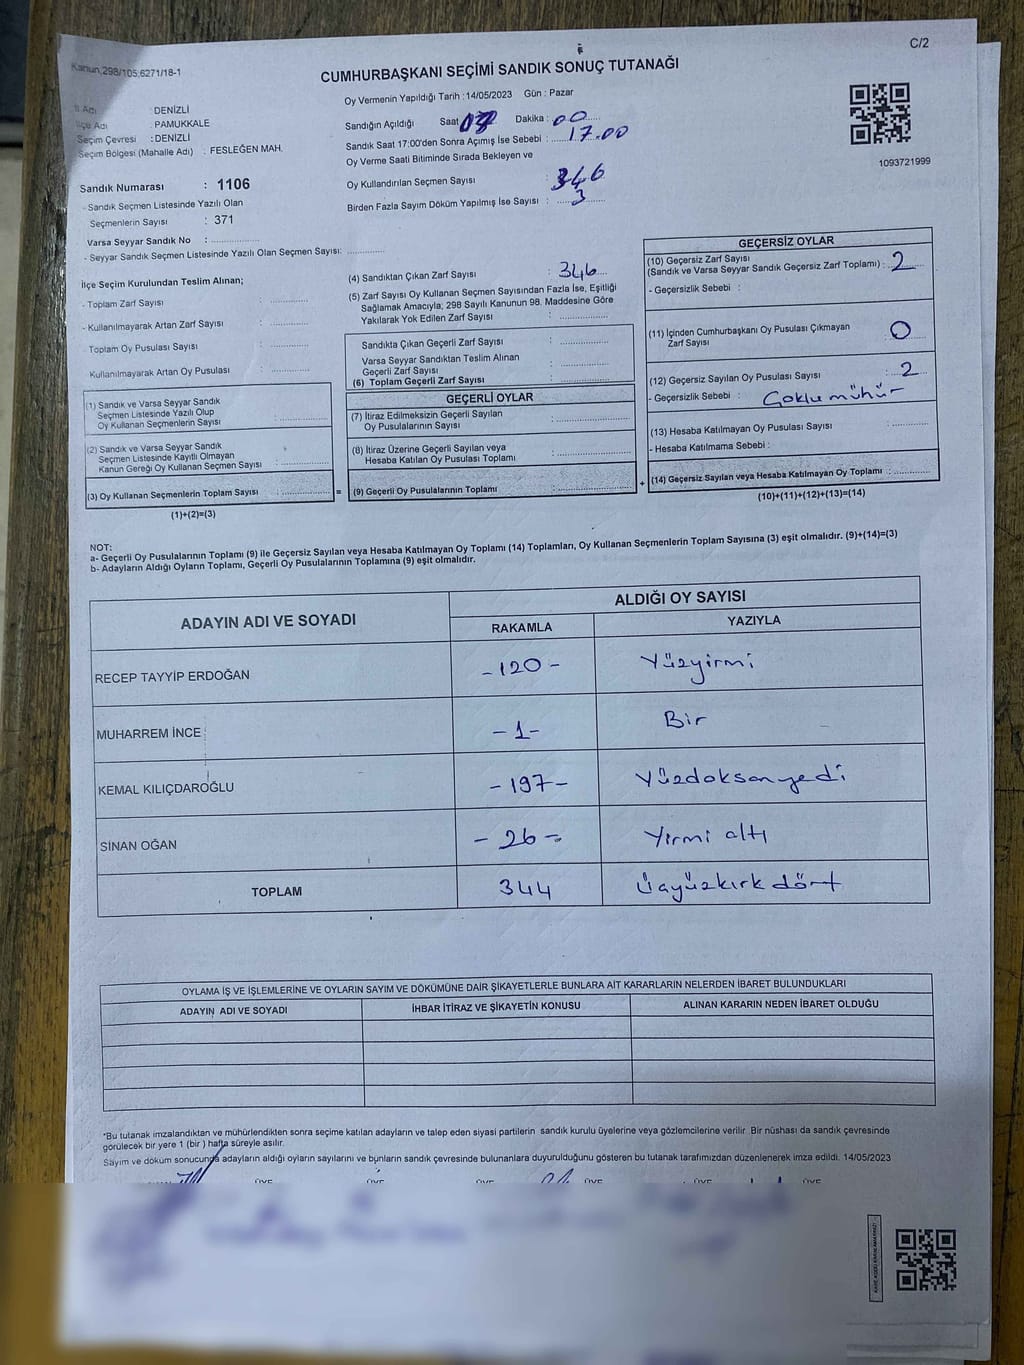 Kanun;298/105;6271/18-1
C/2
CUMHURBAŞKANI SEÇİMİ SANDIK SONUÇ TUTANAĞI
İl Adı : DENİZLİ
İlçe Adı : PAMUKKALE
Seçim Çevresi : DENİZLİ
Seçim Bölgesi (Mahalle Adı) : FESLEĞEN MAH.
Sandık Numarası : 1106
- Sandık Seçmen Listesinde Yazılı Olan
Seçmenlerin Sayısı : 371
Varsa Seyyar Sandık No : ................
- Seyyar Sandık Seçmen Listesinde Yazılı Olan Seçmen Sayısı: ............
Oy Vermenin Yapıldığı Tarih :14/05/2023 Gün : Pazar
Sandığın Açıldığı Saat Dakika : 00
Sandık Saat 17:00'den Sonra Açımış İse Sebebi : ......17.00
Oy Verme Saati Bitiminde Sırada Bekleyen ve
Oy Kullandırılan Seçmen Sayısı : 346
Birden Fazla Sayım Döküm Yapılmış İse Sayısı : .....3......
1093721999
İlçe Seçim Kurulundan Teslim Alınan;
- Toplam Zarf Sayısı : ............
- Kullanılmayarak Artan Zarf Sayısı : ............
- Toplam Oy Pusulası Sayısı : ............
Kullanılmayarak Artan Oy Pusulası : ............
(4) Sandıktan Çıkan Zarf Sayısı : 346
(5) Zarf Sayısı Oy Kullanan Seçmen Sayısından Fazla İse, Eşitliği
Sağlamak Amacıyla; 298 Sayılı Kanunun 98. Maddesine Göre
Yakılarak Yok Edilen Zarf Sayısı : ............
Sandıkta Çıkan Geçerli Zarf Sayısı : ............
Varsa Seyyar Sandıktan Teslim Alınan
Geçerli Zarf Sayısı : ............
(6) Toplam Geçerli Zarf Sayısı : ............
GEÇERSİZ OYLAR
(10) Geçersiz Zarf Sayısı
(Sandık ve Varsa Seyyar Sandık Geçersiz Zarf Toplamı) : 2
- Geçersizlik Sebebi :
(11) İçinden Cumhurbaşkanı Oy Pusulası Çıkmayan
Zarf Sayısı : 0
(12) Geçersiz Sayılan Oy Pusulası Sayısı : 2
- Geçersizlik Sebebi : Çoklu mühür
(13) Hesaba Katılmayan Oy Pusulası Sayısı : ............
- Hesaba Katılmama Sebebi :
(14) Geçersiz Sayılan veya Hesaba Katılmayan Oy Toplamı : ............
(10)+(11)+(12)+(13)=(14)
(1) Sandık ve Varsa Seyyar Sandık
Seçmen Listesinde Yazılı Olup
Oy Kullanan Seçmenlerin Sayısı : ............
(2) Sandık ve Varsa Seyyar Sandık
Seçmen Listesinde Kayıtlı Olmayan
Kanun Gereği Oy Kullanan Seçmen Sayısı : ............
(3) Oy Kullanan Seçmenlerin Toplam Sayısı : ............ =
(1)+(2)=(3)
GEÇERLİ OYLAR
(7) İtiraz Edilmeksizin Geçerli Sayılan
Oy Pusulalarının Sayısı : ............
(8) İtiraz Üzerine Geçerli Sayılan veya
Hesaba Katılan Oy Pusulası Toplamı : ............
(9) Geçerli Oy Pusulalarının Toplamı : ............ +
NOT:
a- Geçerli Oy Pusulalarının Toplamı (9) ile Geçersiz Sayılan veya Hesaba Katılmayan Oy Toplamı (14) Toplamları, Oy Kullanan Seçmenlerin Toplam Sayısına (3) eşit olmalıdır. (9)+(14)=(3)
b- Adayların Aldığı Oyların Toplamı, Geçerli Oy Pusulalarının Toplamına (9) eşit olmalıdır.
ADAYIN ADI VE SOYADI
ALDIĞI OY SAYISI
RAKAMLA YAZIYLA
RECEP TAYYİP ERDOĞAN -120- Yüzyirmi
MUHARREM İNCE -1- Bir
KEMAL KILIÇDAROĞLU -197- Yüzdoksanyedi
SİNAN OĞAN -26- Yirmi altı
TOPLAM 344 Üçyüzkırk dört
OYLAMA İŞ VE İŞLEMLERİNE VE OYLARIN SAYIM VE DÖKÜMÜNE DAİR ŞİKAYETLERLE BUNLARA AİT KARARLARIN NELERDEN İBARET BULUNDUKLARI
ADAYIN ADI VE SOYADI İHBAR İTİRAZ VE ŞİKAYETİN KONUSU ALINAN KARARIN NEDEN İBARET OLDUĞU
*Bu tutanak imzalandıktan ve mühürlendikten sonra seçime katılan adayların ve talep eden siyasi partilerin sandık kurulu üyelerine veya gözlemcilerine verilir. Bir nüshası da sandık çevresinde
görülecek bir yere 1 (bir ) hafta süreyle asılır.
Sayım ve döküm sonucunda adayların aldığı oyların sayılarını ve bunların sandık çevresinde bulunanlara duyurulduğunu gösteren bu tutanak tarafımızdan düzenlenerek imza edildi. 14/05/2023
ÜYE ÜYE ÜYE ÜYE ÜYE ÜYE